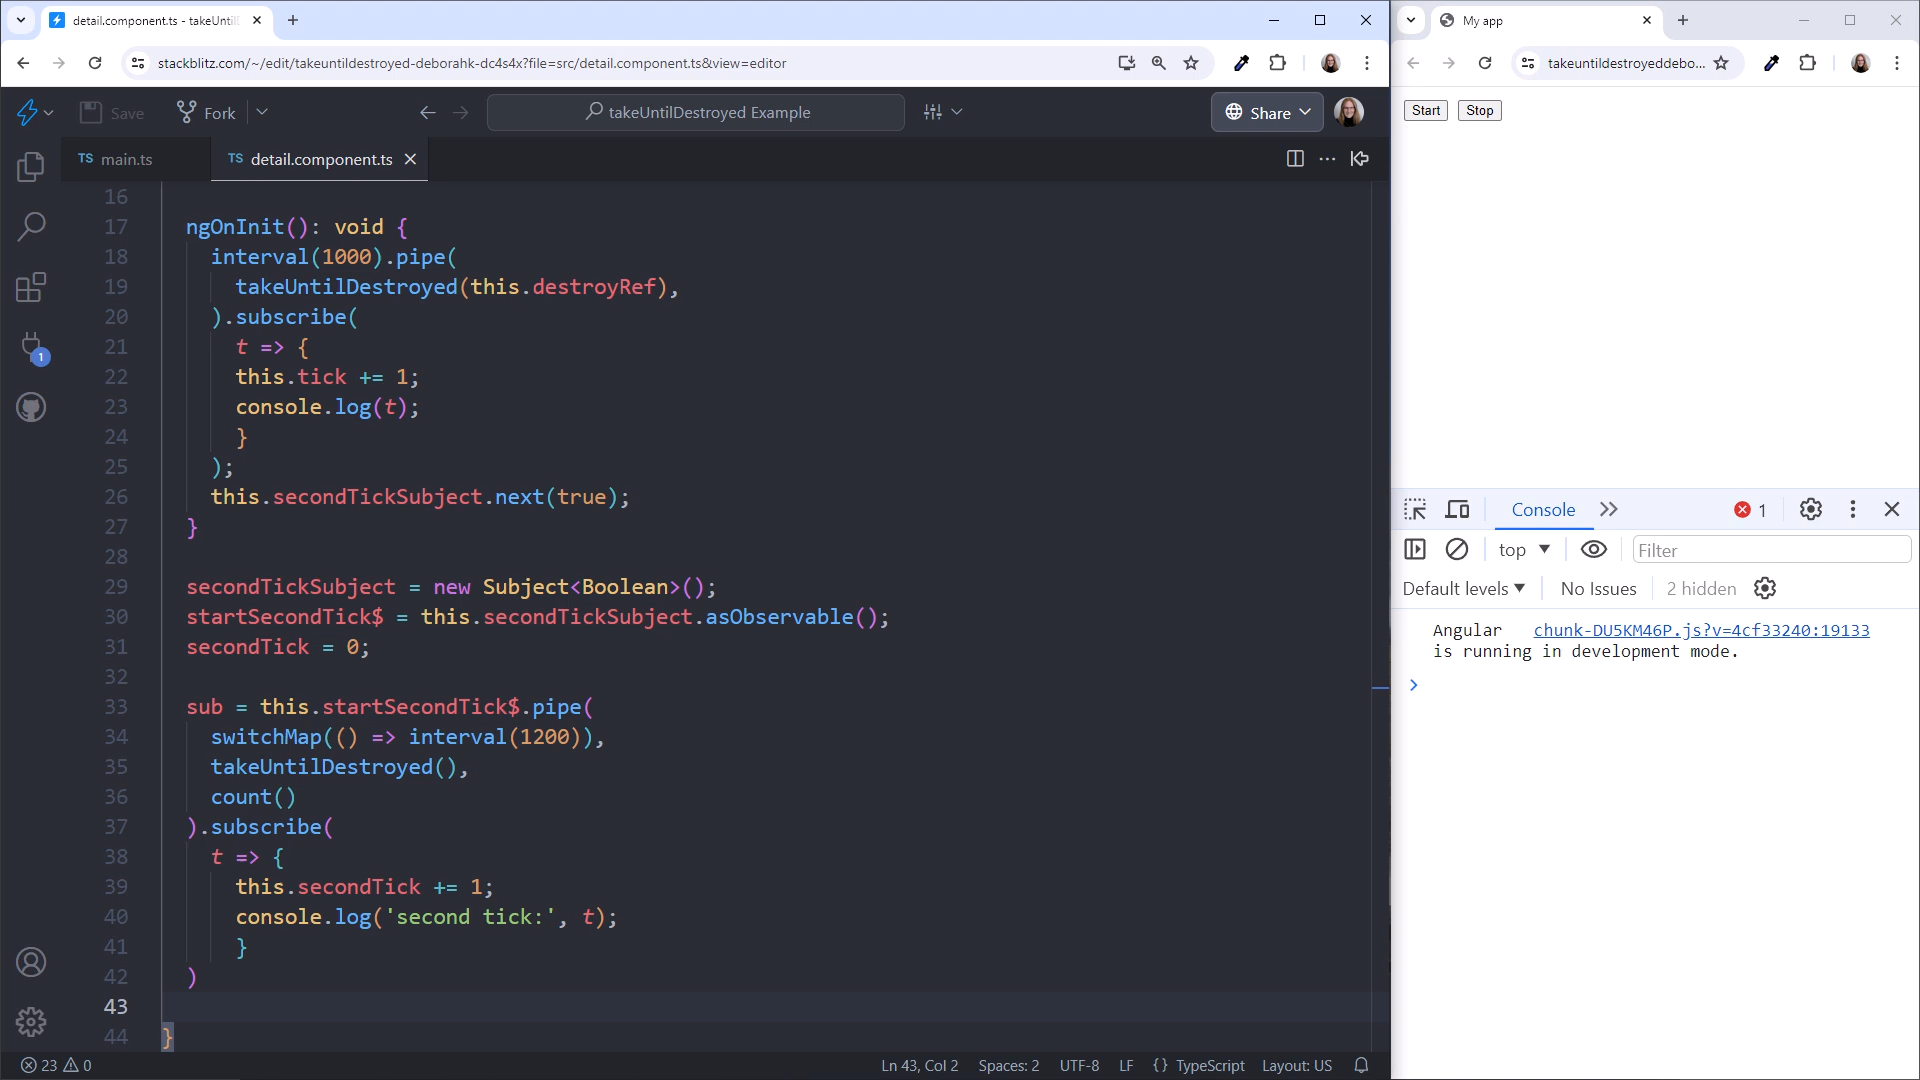 detail.component.ts - takeUntil
stackblitz.com/~/edit/takeuntildestroyed-deborahk-dc4s4x?file=src/detail.component.ts&view=editor
Save
Fork
takeUntilDestroyed Example
Share
TS main.ts
TS detail.component.ts
16
17 ngOnInit(): void {
18 interval(1000).pipe(
19 takeUntilDestroyed(this.destroyRef),
20 ).subscribe(
21 t => {
22 this.tick += 1;
23 console.log(t);
24 }
25 );
26 this.secondTickSubject.next(true);
27 }
28
29 secondTickSubject = new Subject<Boolean>();
30 startSecondTick$ = this.secondTickSubject.asObservable();
31 secondTick = 0;
32
33 sub = this.startSecondTick$.pipe(
34 switchMap(() => interval(1200)),
35 takeUntilDestroyed(),
36 count()
37 ).subscribe(
38 t => {
39 this.secondTick += 1;
40 console.log('second tick:', t);
41 }
42 )
43
44 }
1
23 0
Ln 43, Col 2 Spaces: 2 UTF-8 LF {} TypeScript Layout: US
My app
takeuntildestroyeddebo...
Start Stop
Console 1
top Filter
Default levels No Issues 2 hidden
Angular chunk-DU5KM46P.js?v=4cf33240:19133
is running in development mode.